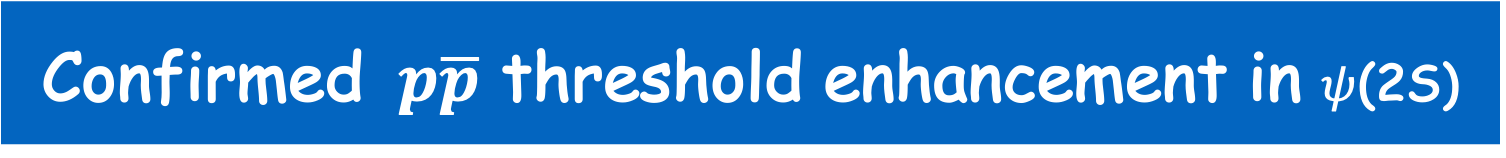 Confirmed pp̅ threshold enhancement in ψ(2S)